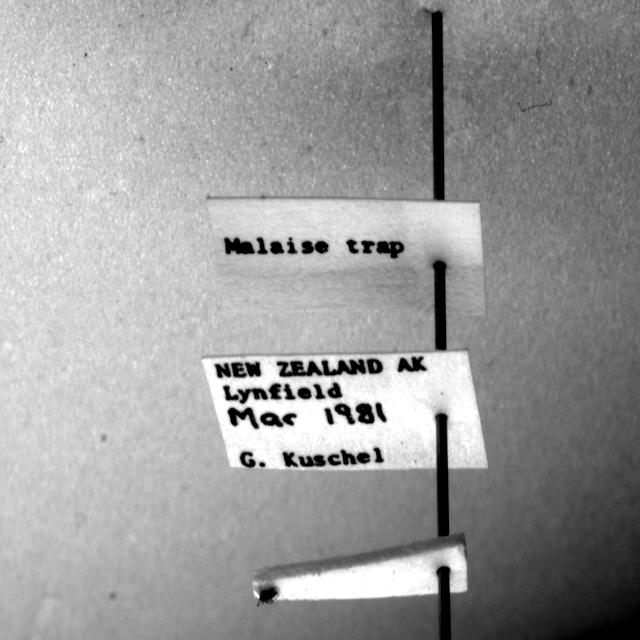 Malaise trap
NEW ZEALAND AK
Lynfield
Mar 1981
G. Kuschel